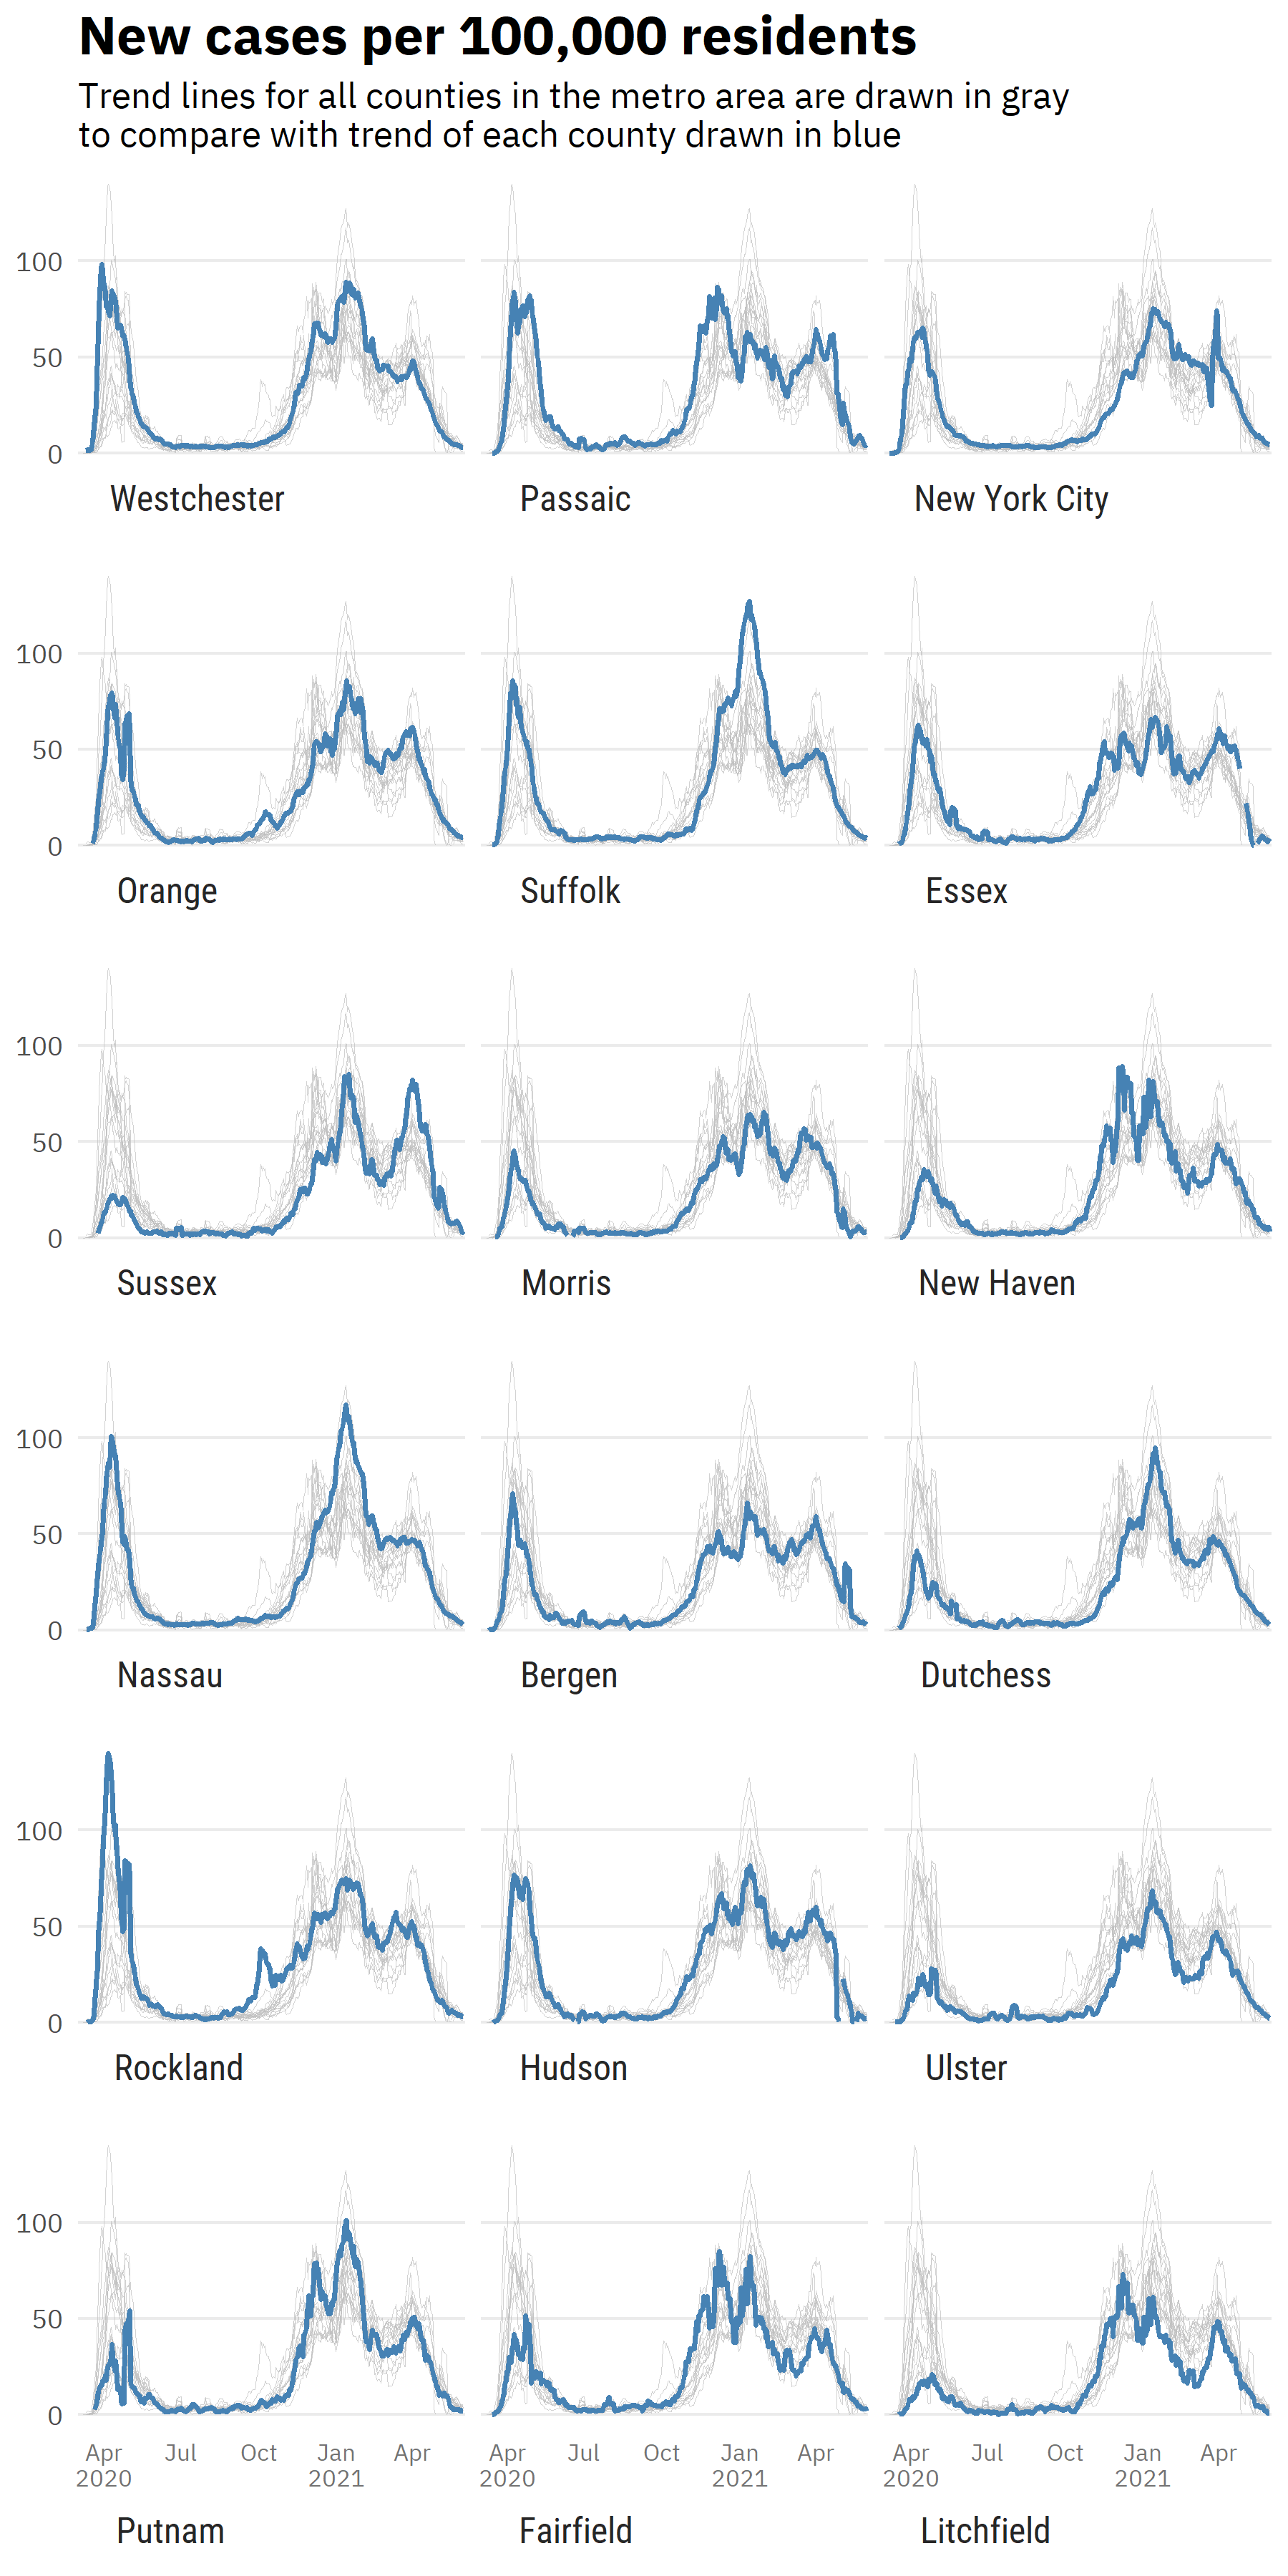 New cases per 100,000 residents
Trend lines for all counties in the metro area are drawn in gray
to compare with trend of each county drawn in blue
100
50
0
Westchester Passaic New York City
100
50
0
Orange Suffolk Essex
100
50
0
Sussex Morris New Haven
100
50
0
Nassau Bergen Dutchess
100
50
0
Rockland Hudson Ulster
100
50
0
Apr Jul Oct Jan Apr Apr Jul Oct Jan Apr Apr Jul Oct Jan Apr
2020 2021 2020 2021 2020 2021
Putnam Fairfield Litchfield